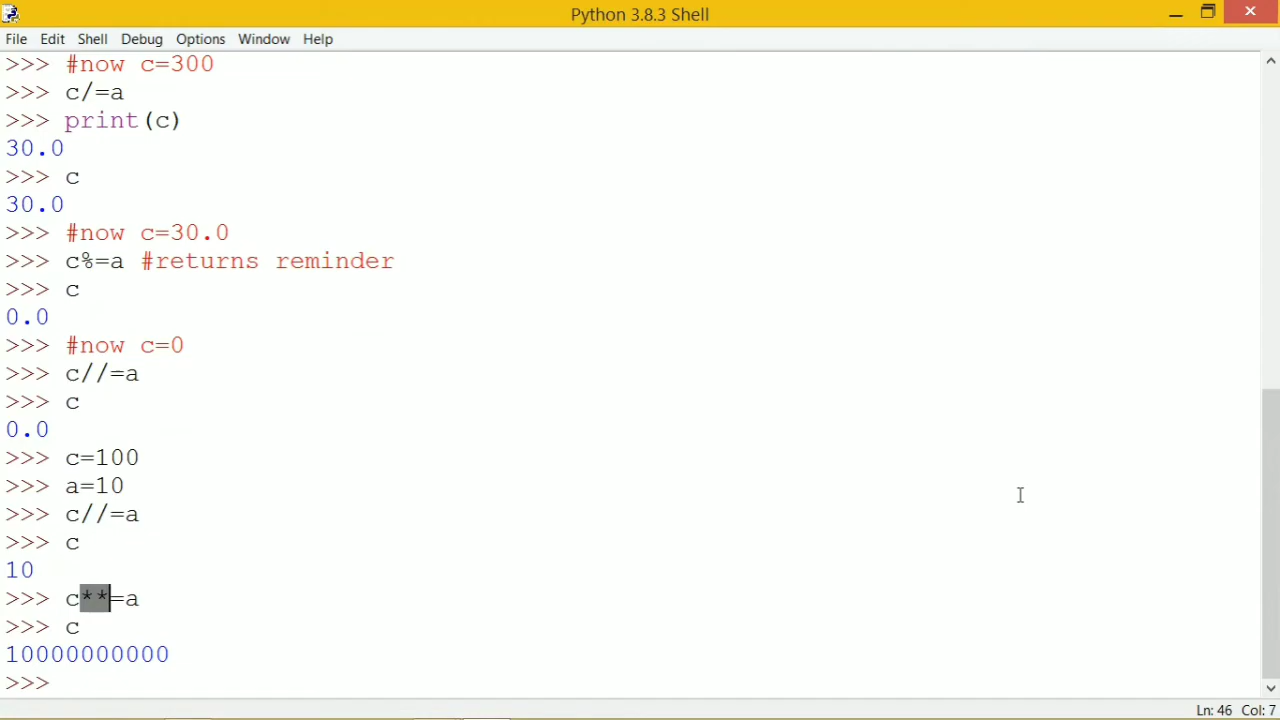 Python 3.8.3 Shell
File Edit Shell Debug Options Window Help
>>> #now c=300
>>> c/=a
>>> print(c)
30.0
>>> c
30.0
>>> #now c=30.0
>>> c%=a #returns reminder
>>> c
0.0
>>> #now c=0
>>> c//=a
>>> c
0.0
>>> c=100
>>> a=10
>>> c//=a
>>> c
10
>>> c**=a
>>> c
10000000000
>>>
Ln: 46 Col: 7